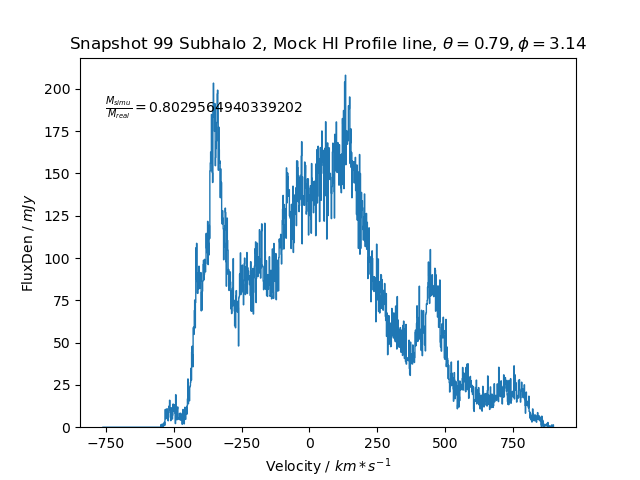 Snapshot 99 Subhalo 2, Mock HI Profile line, θ = 0.79, ϕ = 3.14
M_simu/M_real = 0.8029564940339202
FluxDen / mJy
200
175
150
125
100
75
50
25
0
−750 −500 −250 0 250 500 750
Velocity / km * s⁻¹